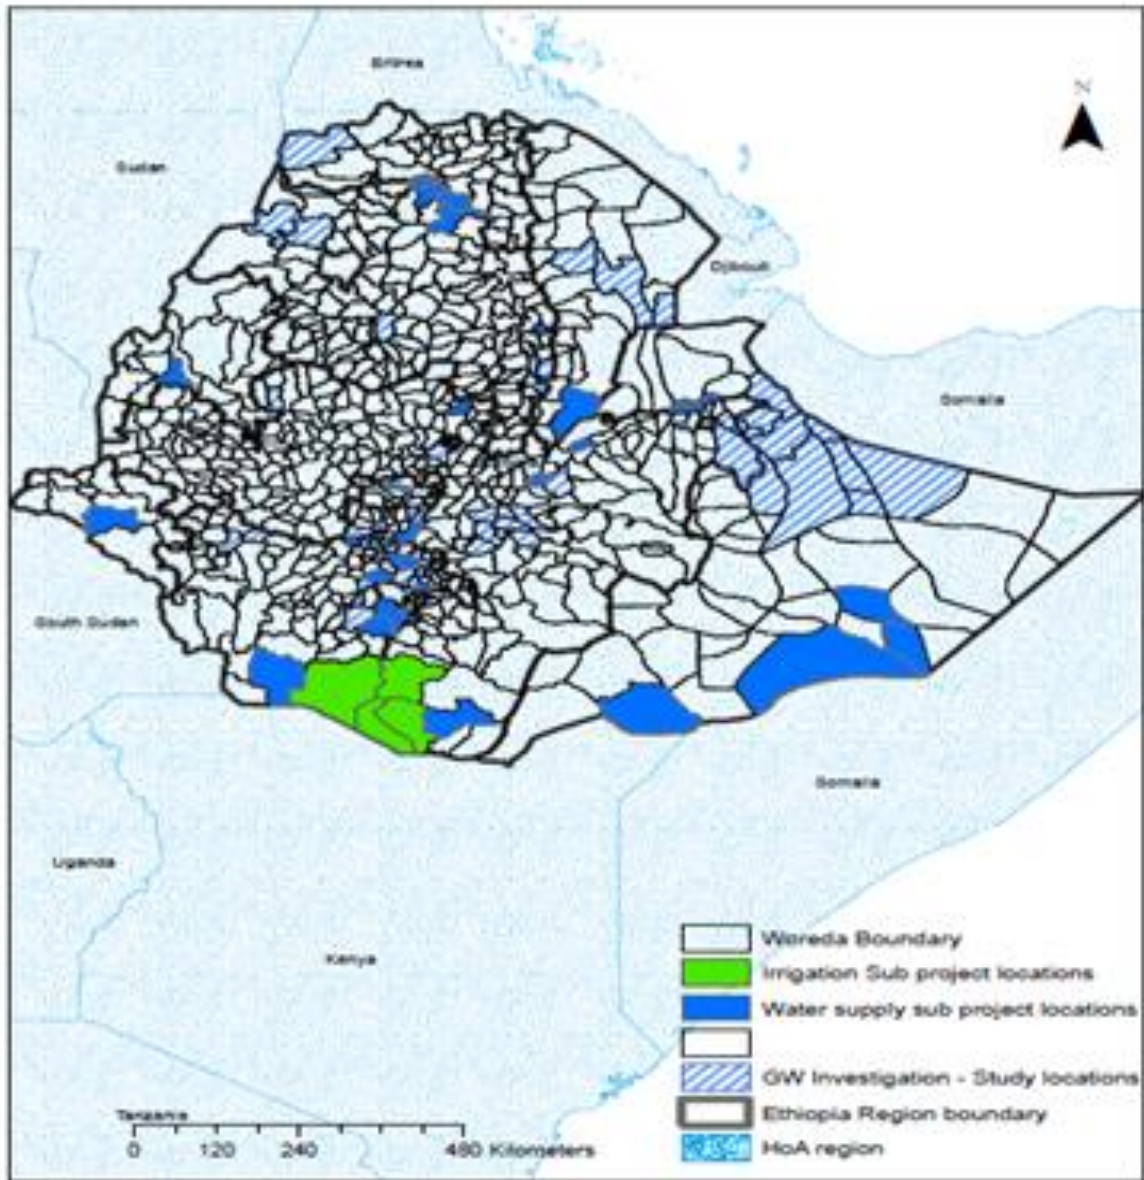 Eritrea
N
Sudan
Djibouti
Somalia
South Sudan
Somalia
Uganda
Kenya
Woreda Boundary
Irrigation Sub project locations
Water supply sub project locations
GW Investigation - Study locations
Ethiopia Region boundary
HoA region
Tanzania
0 120 240 480 Kilometers